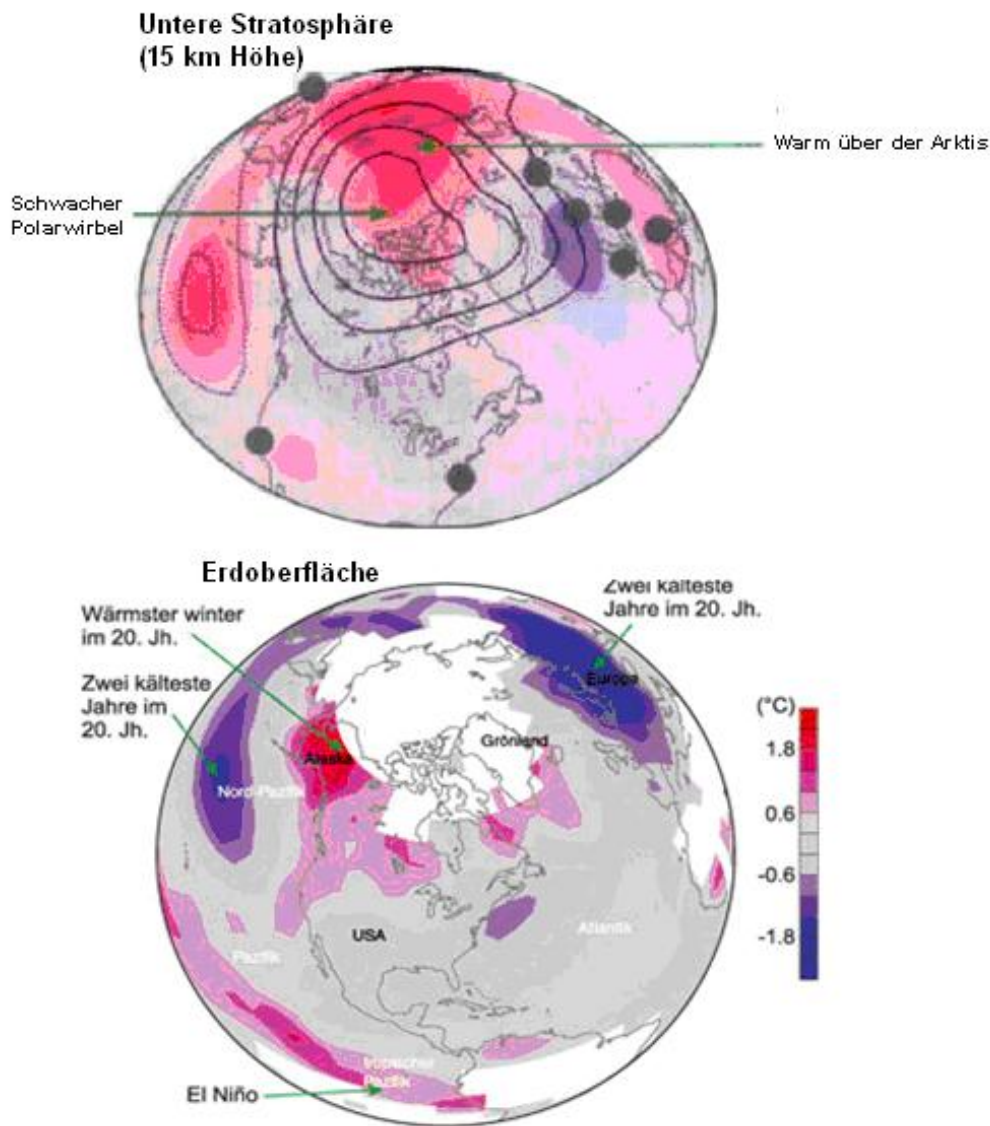 Untere Stratosphäre
(15 km Höhe)
Warm über der Arktis
Schwacher
Polarwirbel
Erdoberfläche
Zwei kälteste
Jahre im 20. Jh.
Wärmster winter
im 20. Jh.
Zwei kälteste
Jahre im
20. Jh.
Europa
(°C)
1.8
0.6
-0.6
-1.8
Grönland
Alaska
Nord-Pazifik
USA
Atlantik
Pazifik
tropischer
Pazifik
El Niño